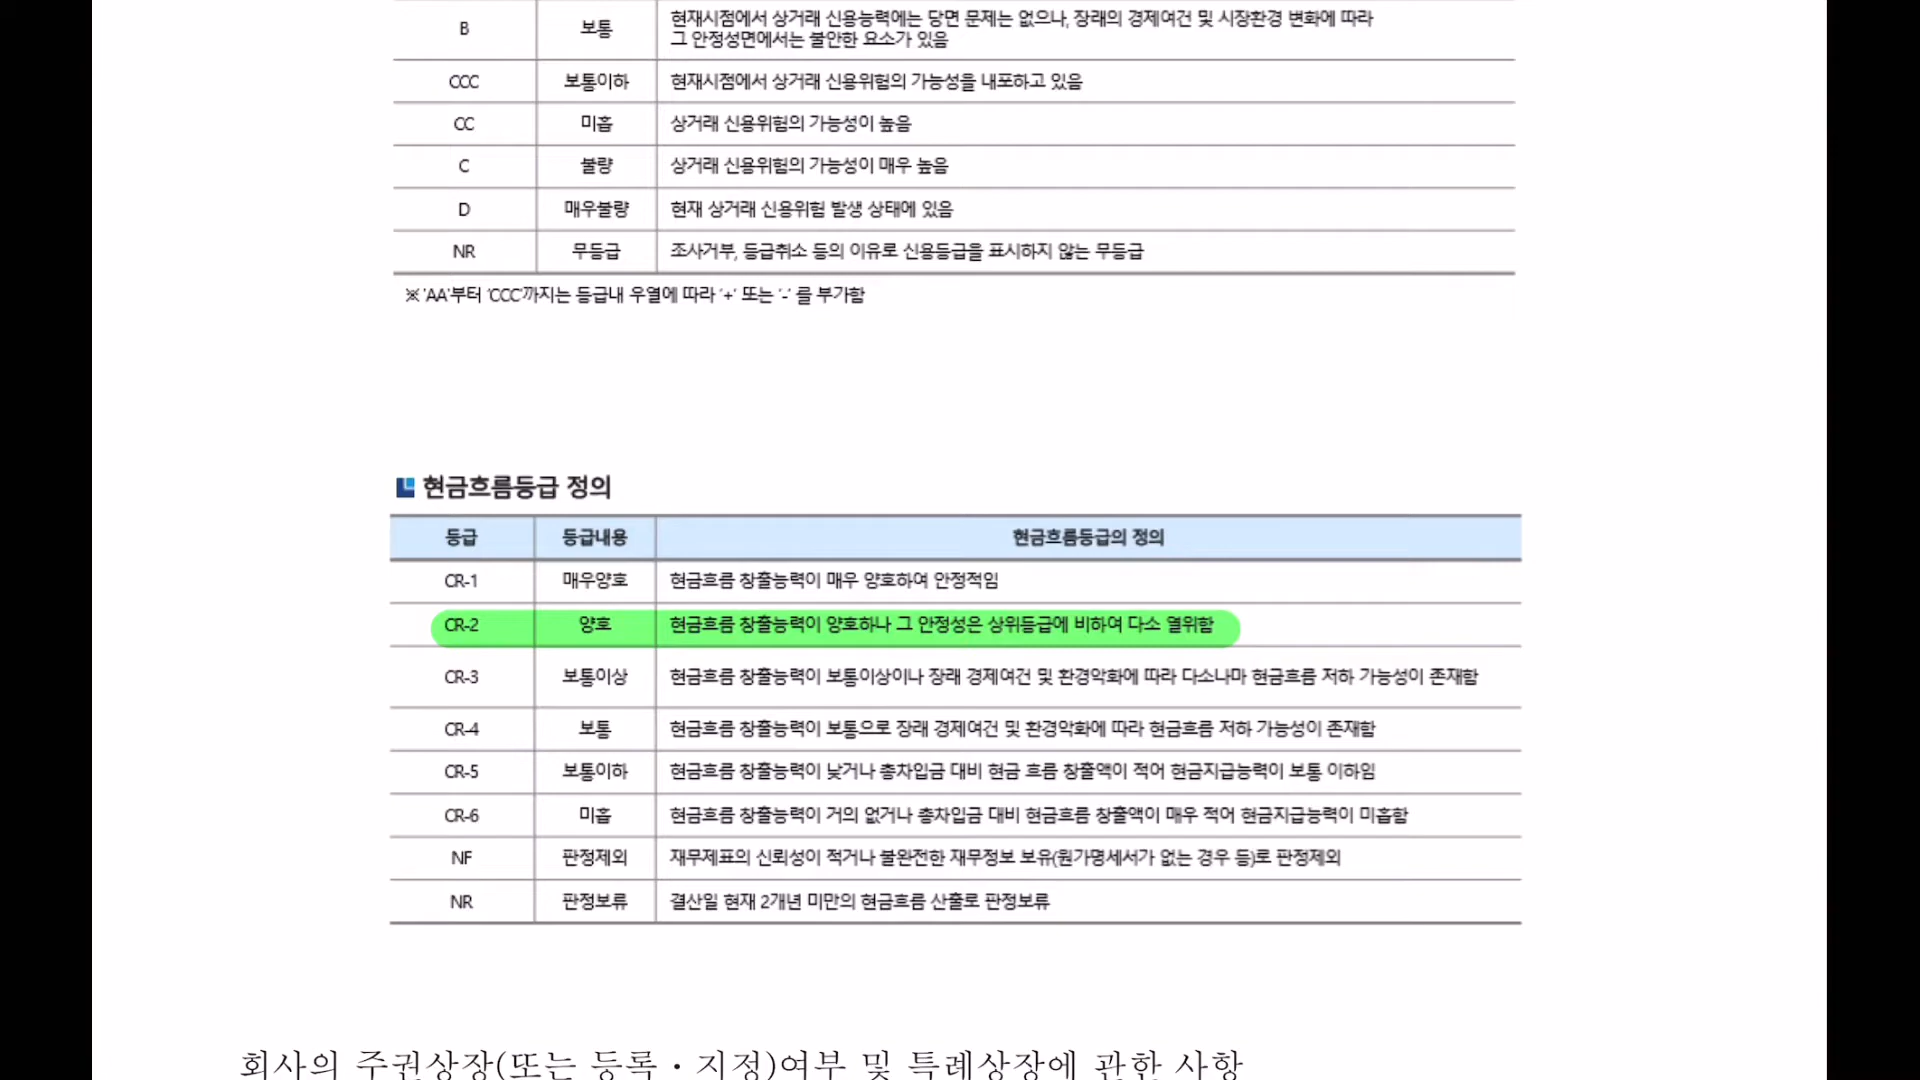 B 보통 현재시점에서 상거래 신용능력에는 당면 문제는 없으나, 장래의 경제여건 및 시장환경 변화에 따라
그 안정성면에서는 불안한 요소가 있음
CCC 보통이하 현재시점에서 상거래 신용위험의 가능성을 내포하고 있음
CC 미흡 상거래 신용위험의 가능성이 높음
C 불량 상거래 신용위험의 가능성이 매우 높음
D 매우불량 현재 상거래 신용위험 발생 상태에 있음
NR 무등급 조사거부, 등급취소 등의 이유로 신용등급을 표시하지 않는 무등급
※ 'AA'부터 'CCC'까지는 등급내 우열에 따라 '+' 또는 '-' 를 부가함
현금흐름등급 정의
등급 등급내용 현금흐름등급의 정의
CR-1 매우양호 현금흐름 창출능력이 매우 양호하여 안정적임
CR-2 양호 현금흐름 창출능력이 양호하나 그 안정성은 상위등급에 비하여 다소 열위함
CR-3 보통이상 현금흐름 창출능력이 보통이상이나 장래 경제여건 및 환경악화에 따라 다소나마 현금흐름 저하 가능성이 존재함
CR-4 보통 현금흐름 창출능력이 보통으로 장래 경제여건 및 환경악화에 따라 현금흐름 저하 가능성이 존재함
CR-5 보통이하 현금흐름 창출능력이 낮거나 총차입금 대비 현금 흐름 창출액이 적어 현금지급능력이 보통 이하임
CR-6 미흡 현금흐름 창출능력이 거의 없거나 총차입금 대비 현금흐름 창출액이 매우 적어 현금지급능력이 미흡함
NF 판정제외 재무제표의 신뢰성이 적거나 불완전한 재무정보 보유(원가명세서가 없는 경우 등)로 판정제외
NR 판정보류 결산일 현재 2개년 미만의 현금흐름 산출로 판정보류
회사의 주권상장(또는 등록・지정)여부 및 특례상장에 관한 사항